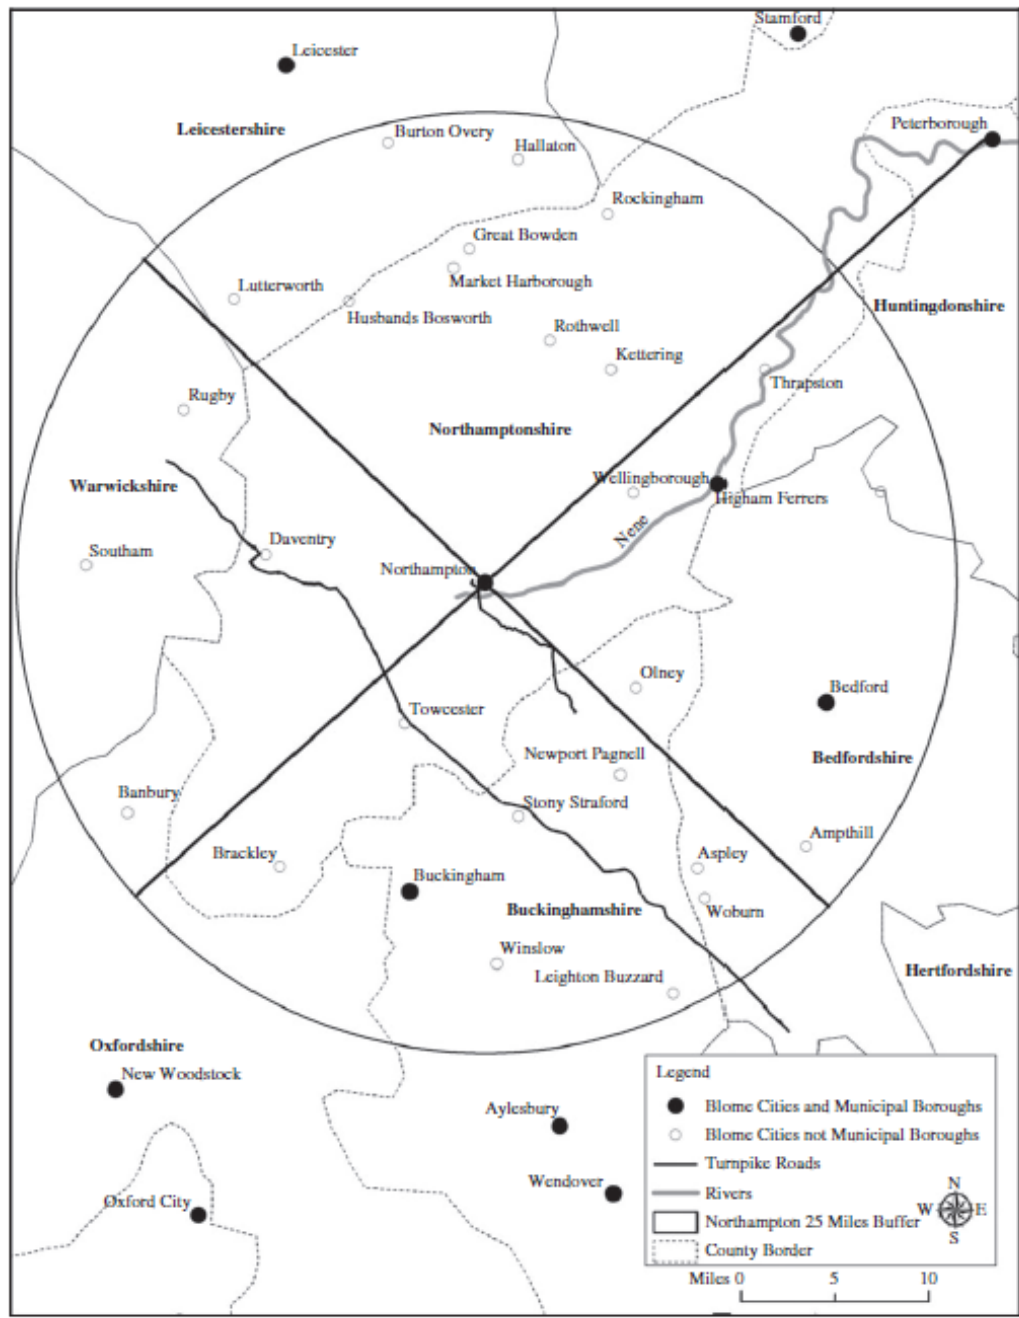 Stamford
Leicester
Peterborough
Leicestershire
Burton Overy
Hallaton
Rockingham
Great Bowden
Market Harborough
Lutterworth
Huntingdonshire
Husbands Bosworth
Rothwell
Kettering
Thrapston
Rugby
Northamptonshire
Wellingborough
Warwickshire
Higham Ferrers
Nene
Daventry
Southam
Northampton
Olney
Bedford
Towcester
Newport Pagnell
Bedfordshire
Banbury
Stony Straford
Ampthill
Brackley
Aspley
Buckingham
Buckinghamshire
Woburn
Winslow
Leighton Buzzard
Hertfordshire
Oxfordshire
New Woodstock
Aylesbury
Wendover
Oxford City
Legend
Blome Cities and Municipal Boroughs
Blome Cities not Municipal Boroughs
Turnpike Roads
Rivers
Northampton 25 Miles Buffer
County Border
N
W E
S
Miles 0 5 10